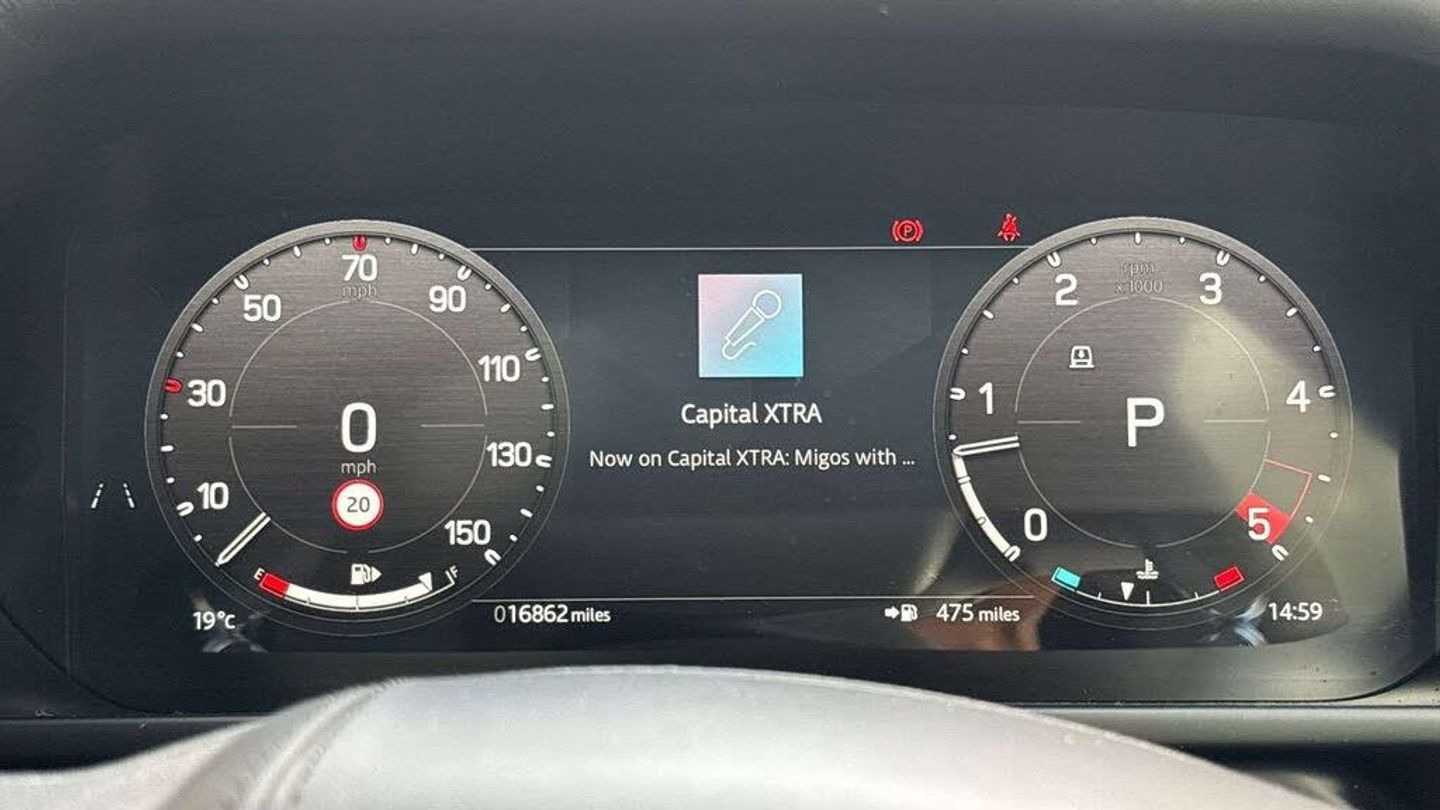 70
mph
50
90
30
110
0
mph
130
10
20
150
E
F
19°C
P
Capital XTRA
Now on Capital XTRA: Migos with ...
016862 miles
475 miles
rpm
x 1000
2
3
1
4
P
0
5
14:59